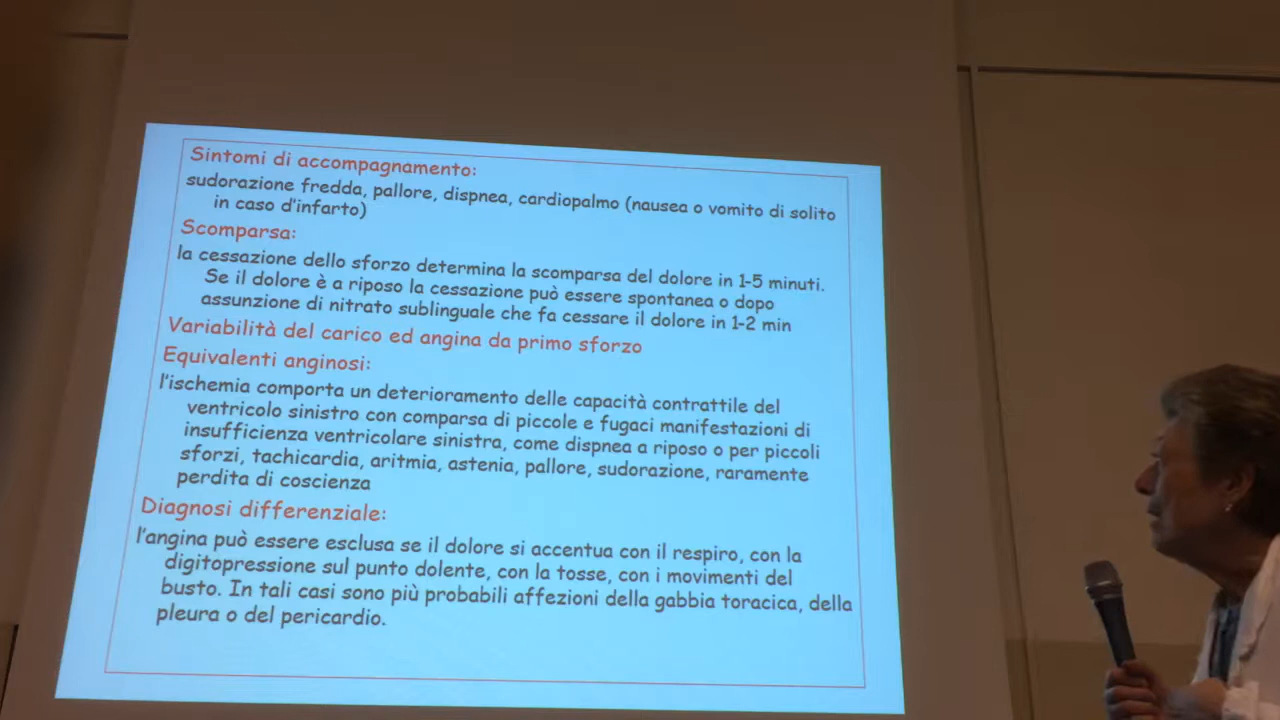 Sintomi di accompagnamento:
sudorazione fredda, pallore, dispnea, cardiopalmo (nausea o vomito di solito
in caso d'infarto)
Scomparsa:
la cessazione dello sforzo determina la scomparsa del dolore in 1-5 minuti.
Se il dolore è a riposo la cessazione può essere spontanea o dopo
assunzione di nitrato sublinguale che fa cessare il dolore in 1-2 min
Variabilità del carico ed angina da primo sforzo
Equivalenti anginosi:
l'ischemia comporta un deterioramento delle capacità contrattile del
ventricolo sinistro con comparsa di piccole e fugaci manifestazioni di
insufficienza ventricolare sinistra, come dispnea a riposo o per piccoli
sforzi, tachicardia, aritmia, astenia, pallore, sudorazione, raramente
perdita di coscienza
Diagnosi differenziale:
l'angina può essere esclusa se il dolore si accentua con il respiro, con la
digitopressione sul punto dolente, con la tosse, con i movimenti del
busto. In tali casi sono più probabili affezioni della gabbia toracica, della
pleura o del pericardio.